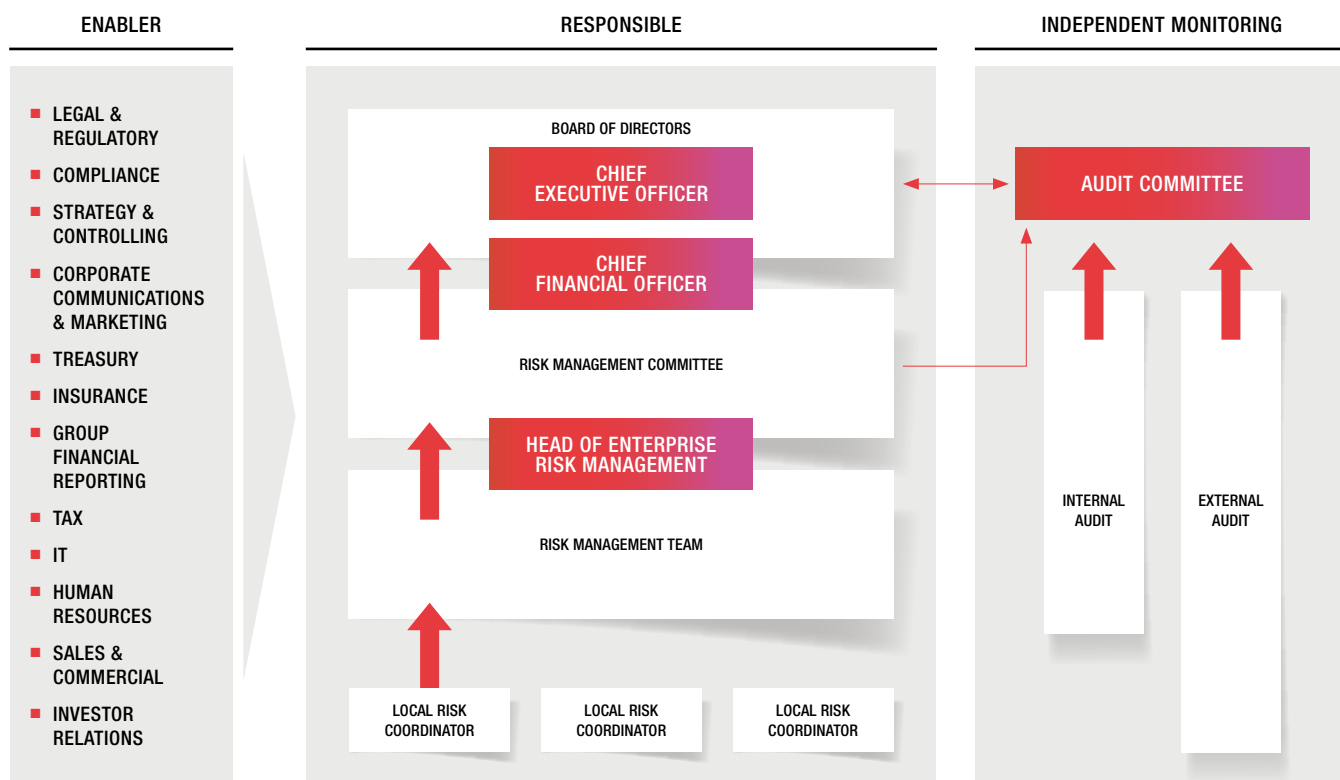 ENABLER
LEGAL &
REGULATORY
COMPLIANCE
STRATEGY &
CONTROLLING
CORPORATE
COMMUNICATIONS
& MARKETING
TREASURY
INSURANCE
GROUP
FINANCIAL
REPORTING
TAX
IT
HUMAN
RESOURCES
SALES &
COMMERCIAL
INVESTOR
RELATIONS
RESPONSIBLE
BOARD OF DIRECTORS
CHIEF
EXECUTIVE OFFICER
CHIEF
FINANCIAL OFFICER
RISK MANAGEMENT COMMITTEE
HEAD OF ENTERPRISE
RISK MANAGEMENT
RISK MANAGEMENT TEAM
LOCAL RISK
COORDINATOR
LOCAL RISK
COORDINATOR
LOCAL RISK
COORDINATOR
INDEPENDENT MONITORING
AUDIT COMMITTEE
INTERNAL
AUDIT
EXTERNAL
AUDIT